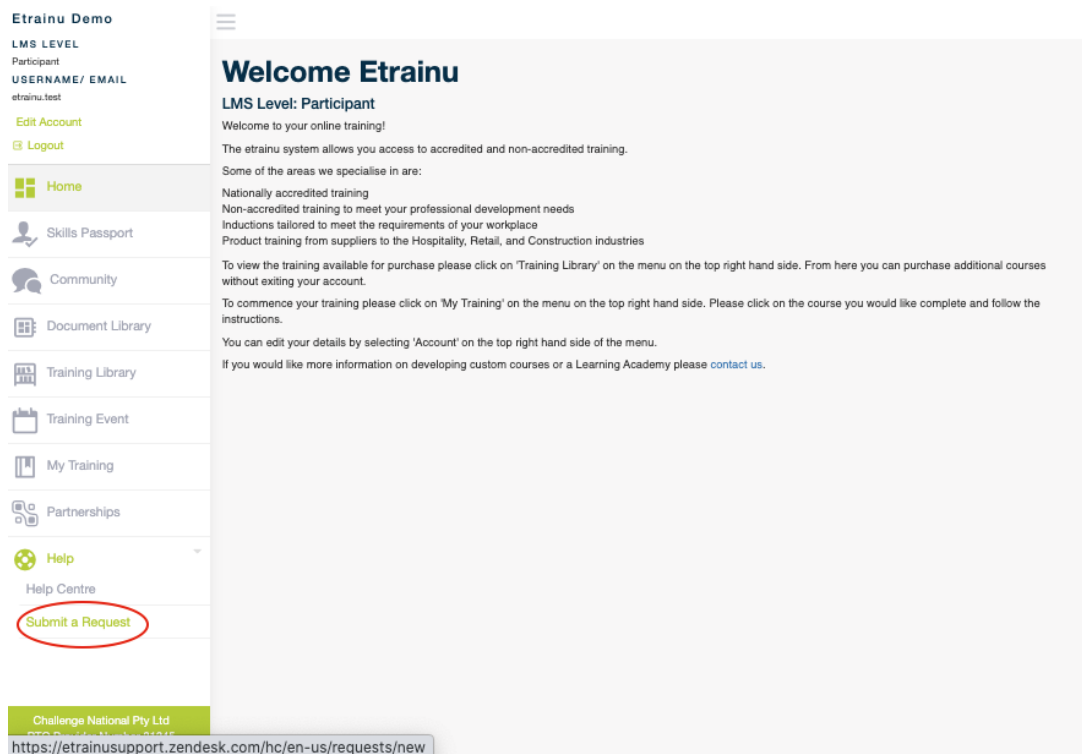 Etrainu Demo
LMS LEVEL
Participant
USERNAME/ EMAIL
etrainu.test
Edit Account
Logout
Home
Skills Passport
Community
Document Library
Training Library
Training Event
My Training
Partnerships
Help
Help Centre
Submit a Request
Challenge National Pty Ltd
https://etrainusupport.zendesk.com/hc/en-us/requests/new
Welcome Etrainu
LMS Level: Participant
Welcome to your online training!
The etrainu system allows you access to accredited and non-accredited training.
Some of the areas we specialise in are:
Nationally accredited training
Non-accredited training to meet your professional development needs
Inductions tailored to meet the requirements of your workplace
Product training from suppliers to the Hospitality, Retail, and Construction industries
To view the training available for purchase please click on 'Training Library' on the menu on the top right hand side. From here you can purchase additional courses
without exiting your account.
To commence your training please click on 'My Training' on the menu on the top right hand side. Please click on the course you would like complete and follow the
instructions.
You can edit your details by selecting 'Account' on the top right hand side of the menu.
If you would like more information on developing custom courses or a Learning Academy please contact us.